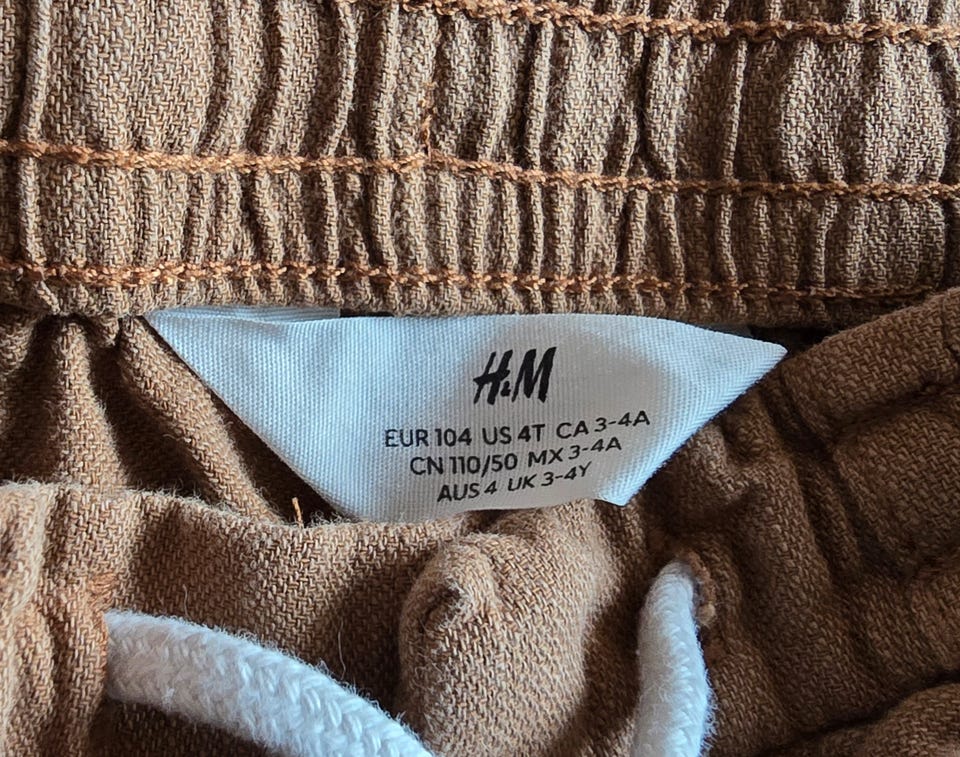 H&M
EUR 104 US 4T CA 3-4A
CN 110/50 MX 3-4A
AUS 4 UK 3-4Y